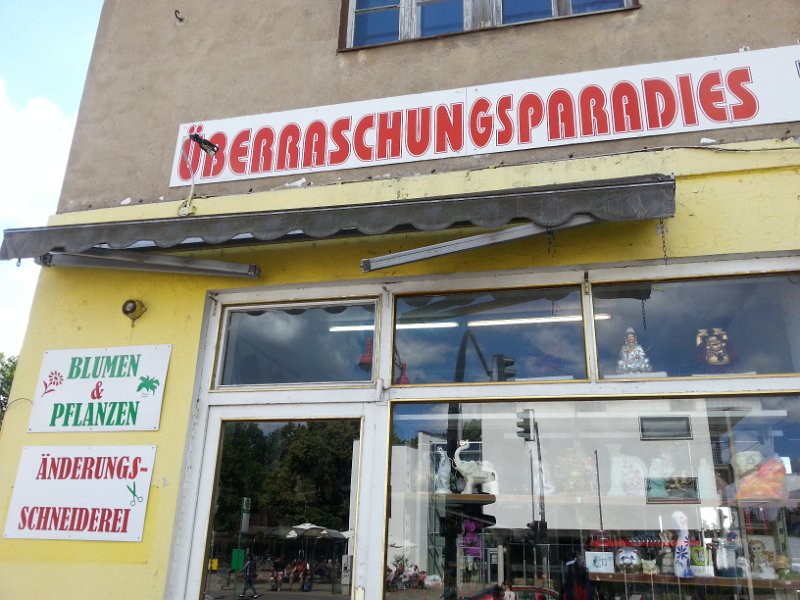 ÜBERRASCHUNGSPARADIES
BLUMEN
&
PFLANZEN
ÄNDERUNGS-
SCHNEIDEREI